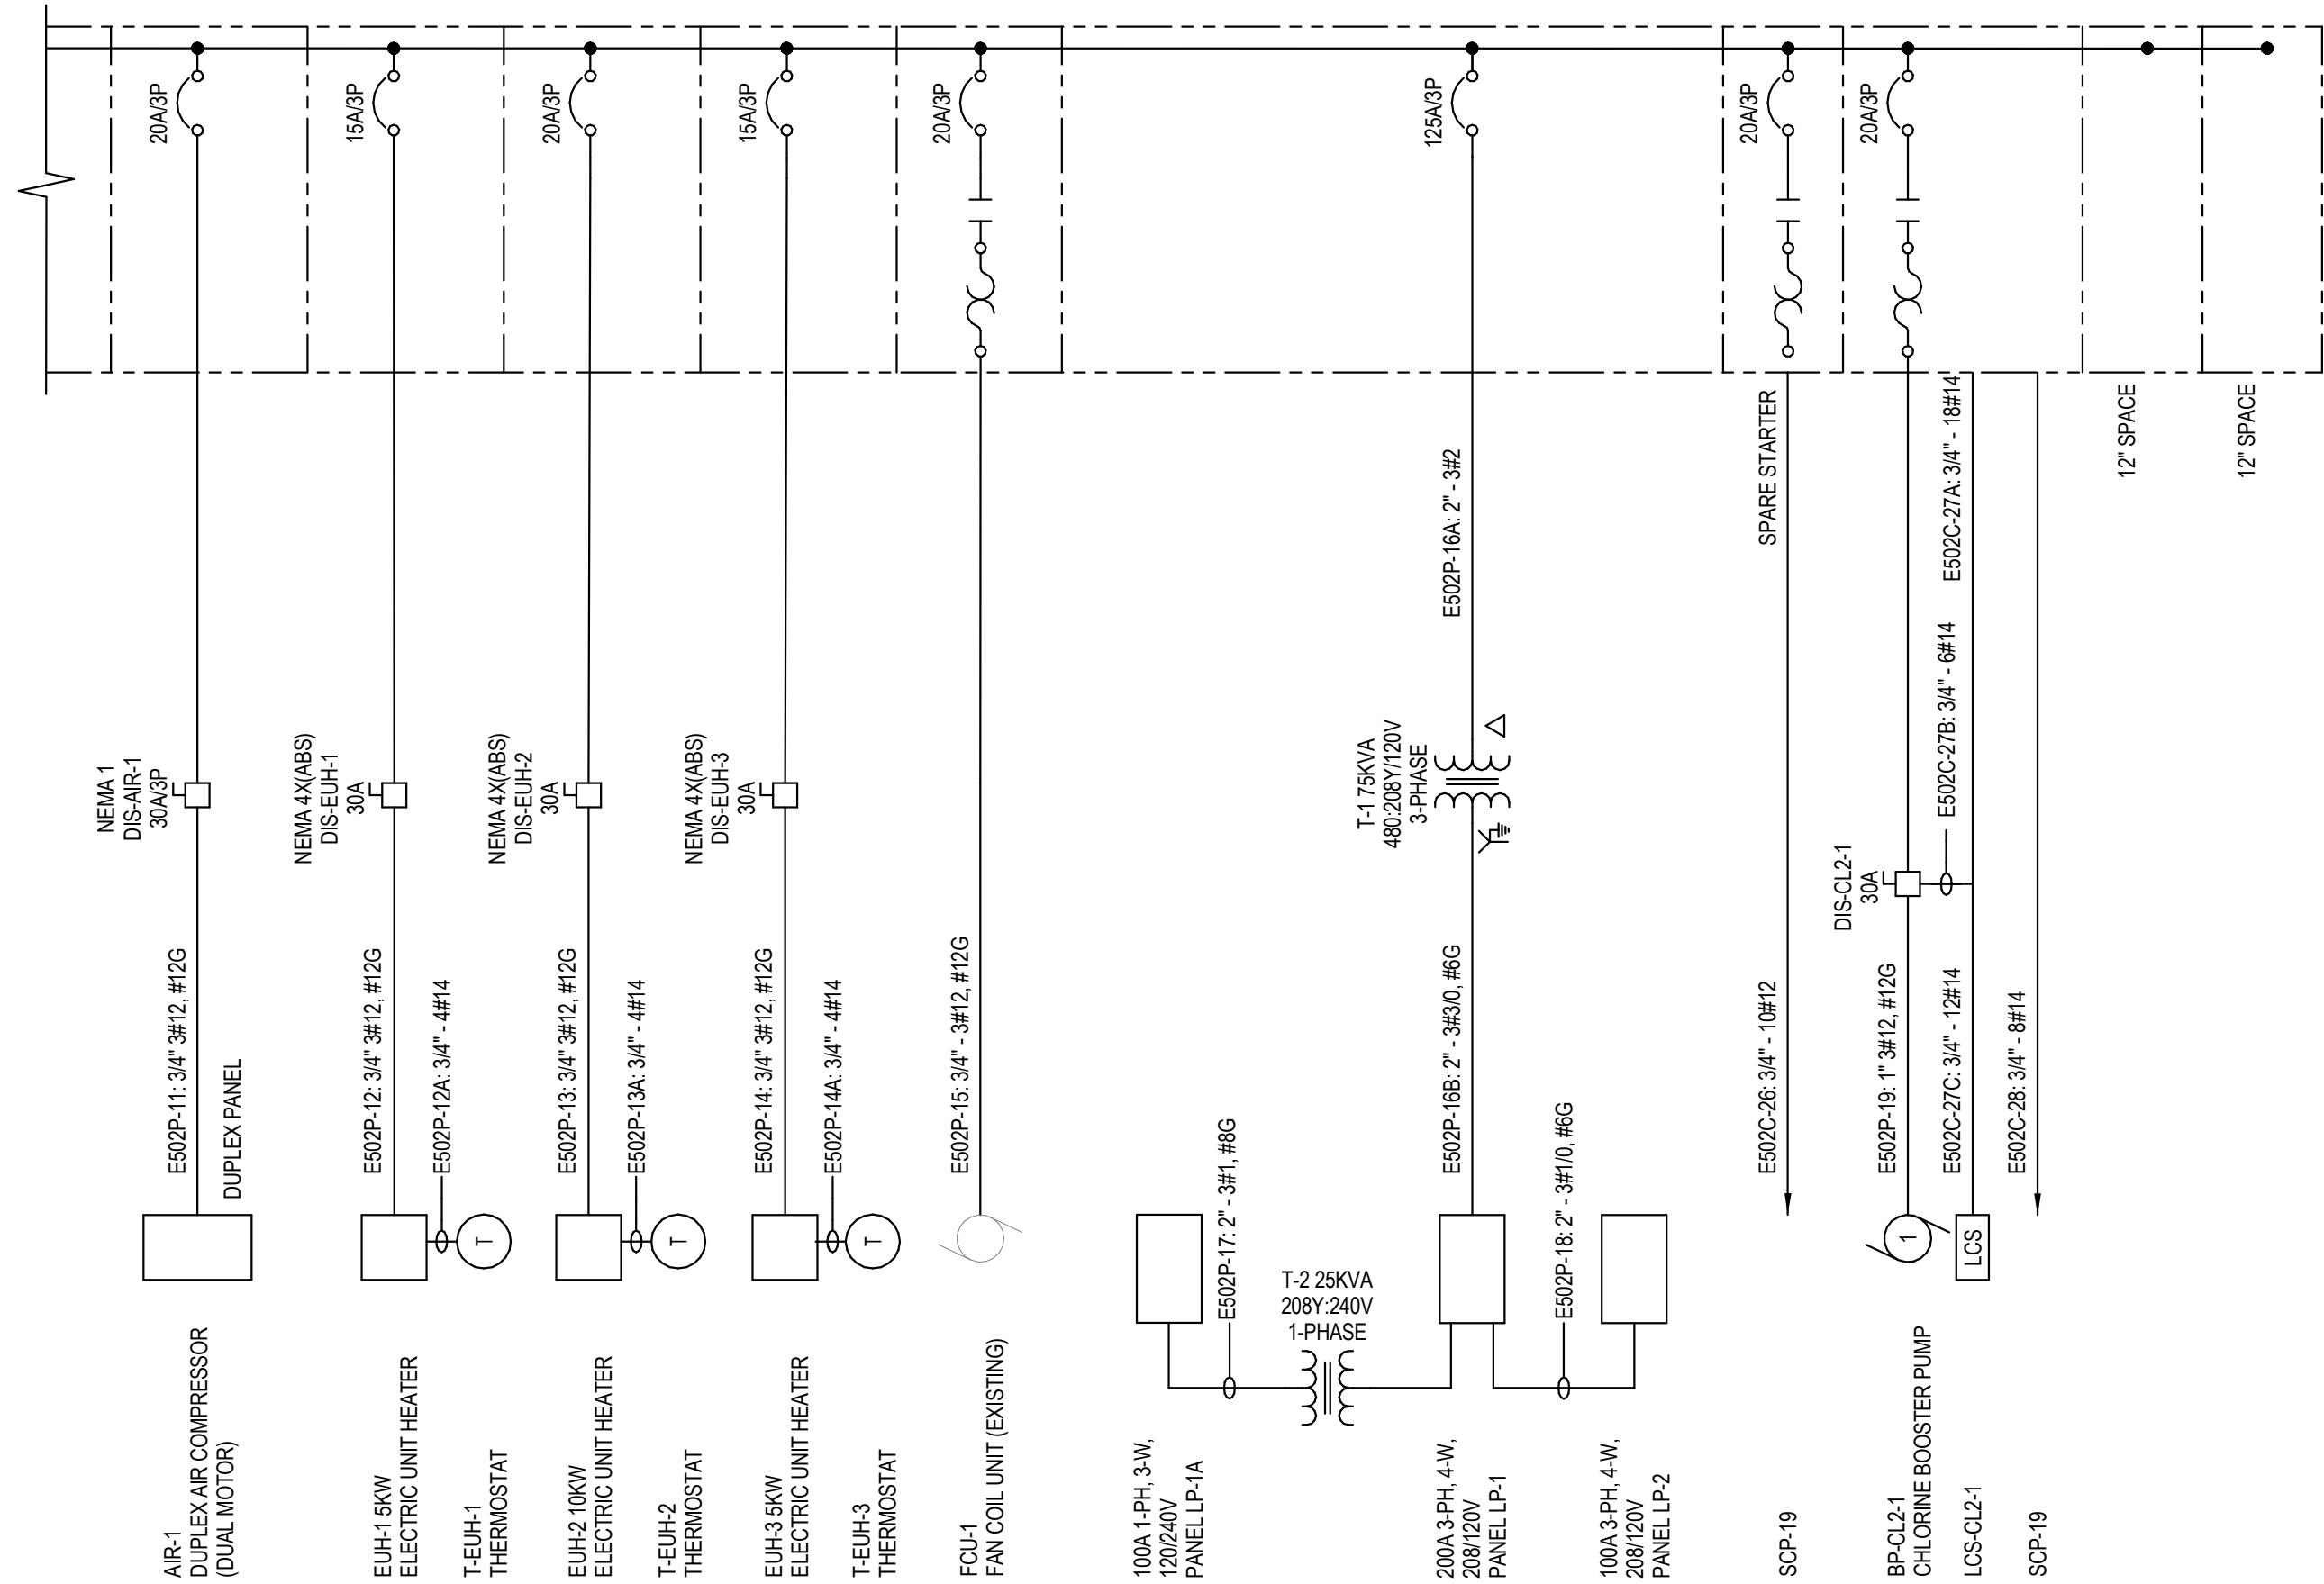 20A/3P
15A/3P
20A/3P
15A/3P
20A/3P
125A/3P
20A/3P
20A/3P
SPARE STARTER
E502P-16A: 2" - 3#2
E502C-27A: 3/4" - 18#14
12" SPACE
12" SPACE
NEMA 1
DIS-AIR-1
30A/3P
NEMA 4X(ABS)
DIS-EUH-1
30A
NEMA 4X(ABS)
DIS-EUH-2
30A
NEMA 4X(ABS)
DIS-EUH-3
30A
T-1 75KVA
480:208Y/120V
3-PHASE
DIS-CL2-1
30A
E502C-27B: 3/4" - 6#14
E502P-11: 3/4" 3#12, #12G
DUPLEX PANEL
E502P-12: 3/4" 3#12, #12G
E502P-12A: 3/4" - 4#14
E502P-13: 3/4" 3#12, #12G
E502P-13A: 3/4" - 4#14
E502P-14: 3/4" 3#12, #12G
E502P-14A: 3/4" - 4#14
E502P-15: 3/4" - 3#12, #12G
E502P-17: 2" - 3#1, #8G
E502P-16B: 2" - 3#3/0, #6G
E502P-18: 2" - 3#1/0, #6G
E502C-26: 3/4" - 10#12
E502P-19: 1" 3#12, #12G
E502C-27C: 3/4" - 12#14
E502C-28: 3/4" - 8#14
T
T
T
1
LCS
T-2 25KVA
208Y:240V
1-PHASE
AIR-1
DUPLEX AIR COMPRESSOR
(DUAL MOTOR)
EUH-1 5KW
ELECTRIC UNIT HEATER
T-EUH-1
THERMOSTAT
EUH-2 10KW
ELECTRIC UNIT HEATER
T-EUH-2
THERMOSTAT
EUH-3 5KW
ELECTRIC UNIT HEATER
T-EUH-3
THERMOSTAT
FCU-1
FAN COIL UNIT (EXISTING)
100A 1-PH, 3-W,
120/240V
PANEL LP-1A
200A 3-PH, 4-W,
208/120V
PANEL LP-1
100A 3-PH, 4-W,
208/120V
PANEL LP-2
SCP-19
BP-CL2-1
CHLORINE BOOSTER PUMP
LCS-CL2-1
SCP-19